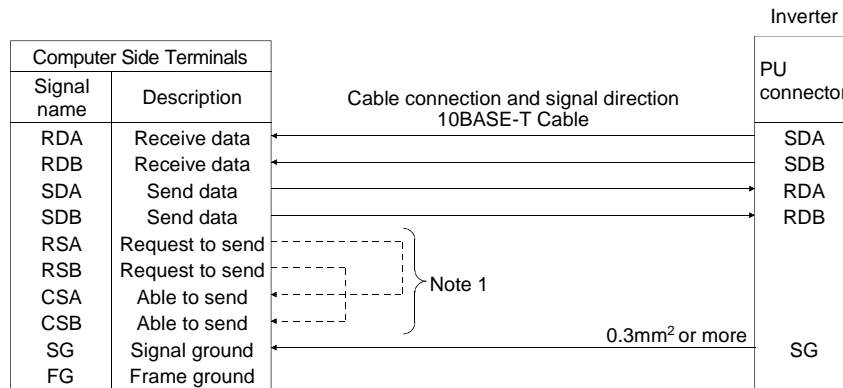 Inverter
Computer Side Terminals
Signal name
Description
PU connector
Cable connection and signal direction
10BASE-T Cable
RDA Receive data SDA
RDB Receive data SDB
SDA Send data RDA
SDB Send data RDB
RSA Request to send
RSB Request to send
Note 1
CSA Able to send
CSB Able to send
0.3mm² or more
SG Signal ground SG
FG Frame ground